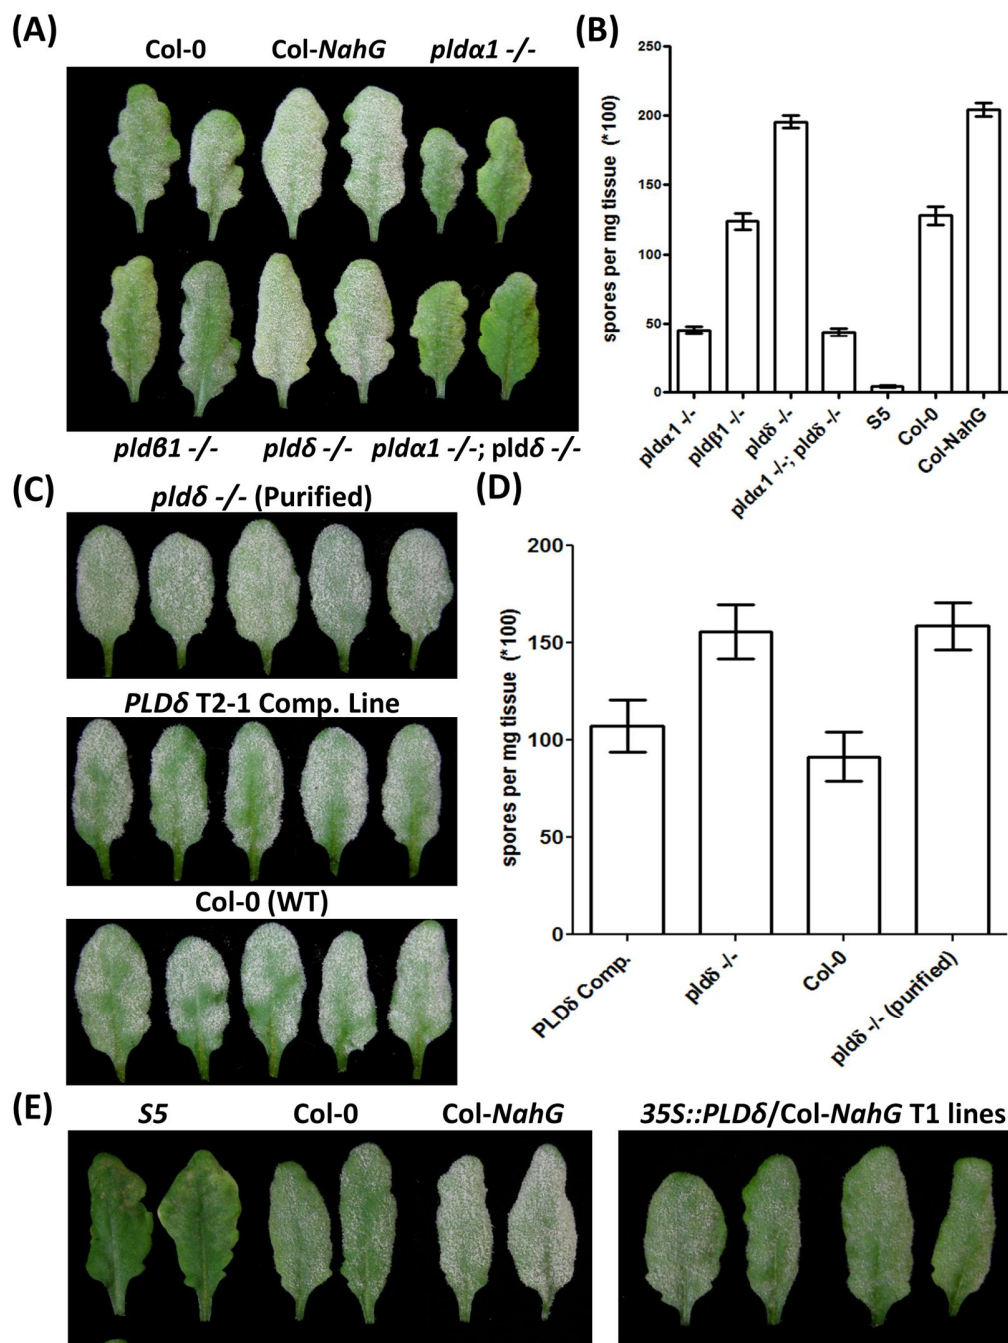 (A)
Col-0 Col-NahG pldα1 -/-
pldβ1 -/- pldδ -/- pldα1 -/-; pldδ -/-
(B)
spores per mg tissue (*100)
250
200
150
100
50
0
pldα1 -/-
pldβ1 -/-
pldδ -/-
pldα1 -/-; pldδ -/-
S5
Col-0
Col-NahG
(C)
pldδ -/- (Purified)
PLDδ T2-1 Comp. Line
Col-0 (WT)
(D)
spores per mg tissue (*100)
200
150
100
50
0
PLDδ Comp.
pldδ -/-
Col-0
pldδ -/- (purified)
(E)
S5 Col-0 Col-NahG
35S::PLDδ/Col-NahG T1 lines